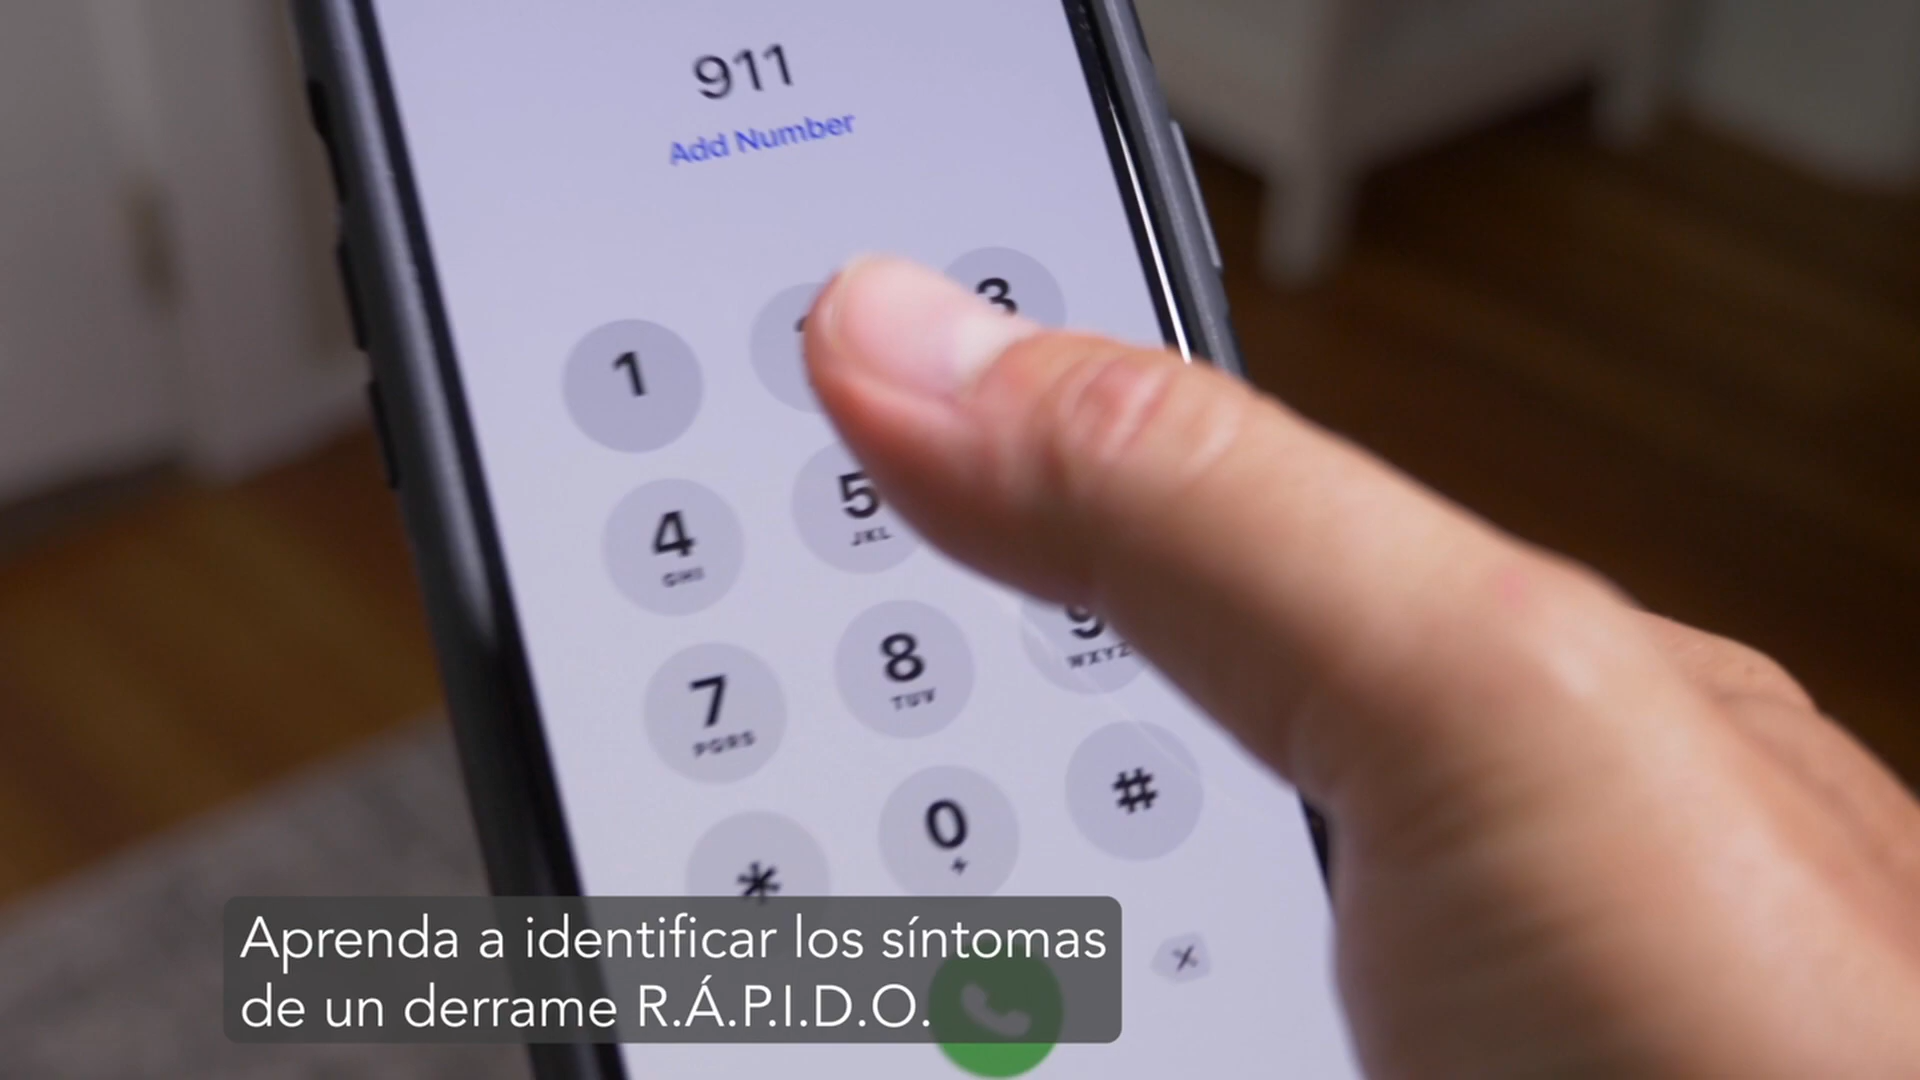 911
Add Number
1
3
4
GHI
5
JKL
7
PQRS
8
TUV
9
WXYZ
*
0
+
#
Aprenda a identificar los síntomas
de un derrame R.Á.P.I.D.O.